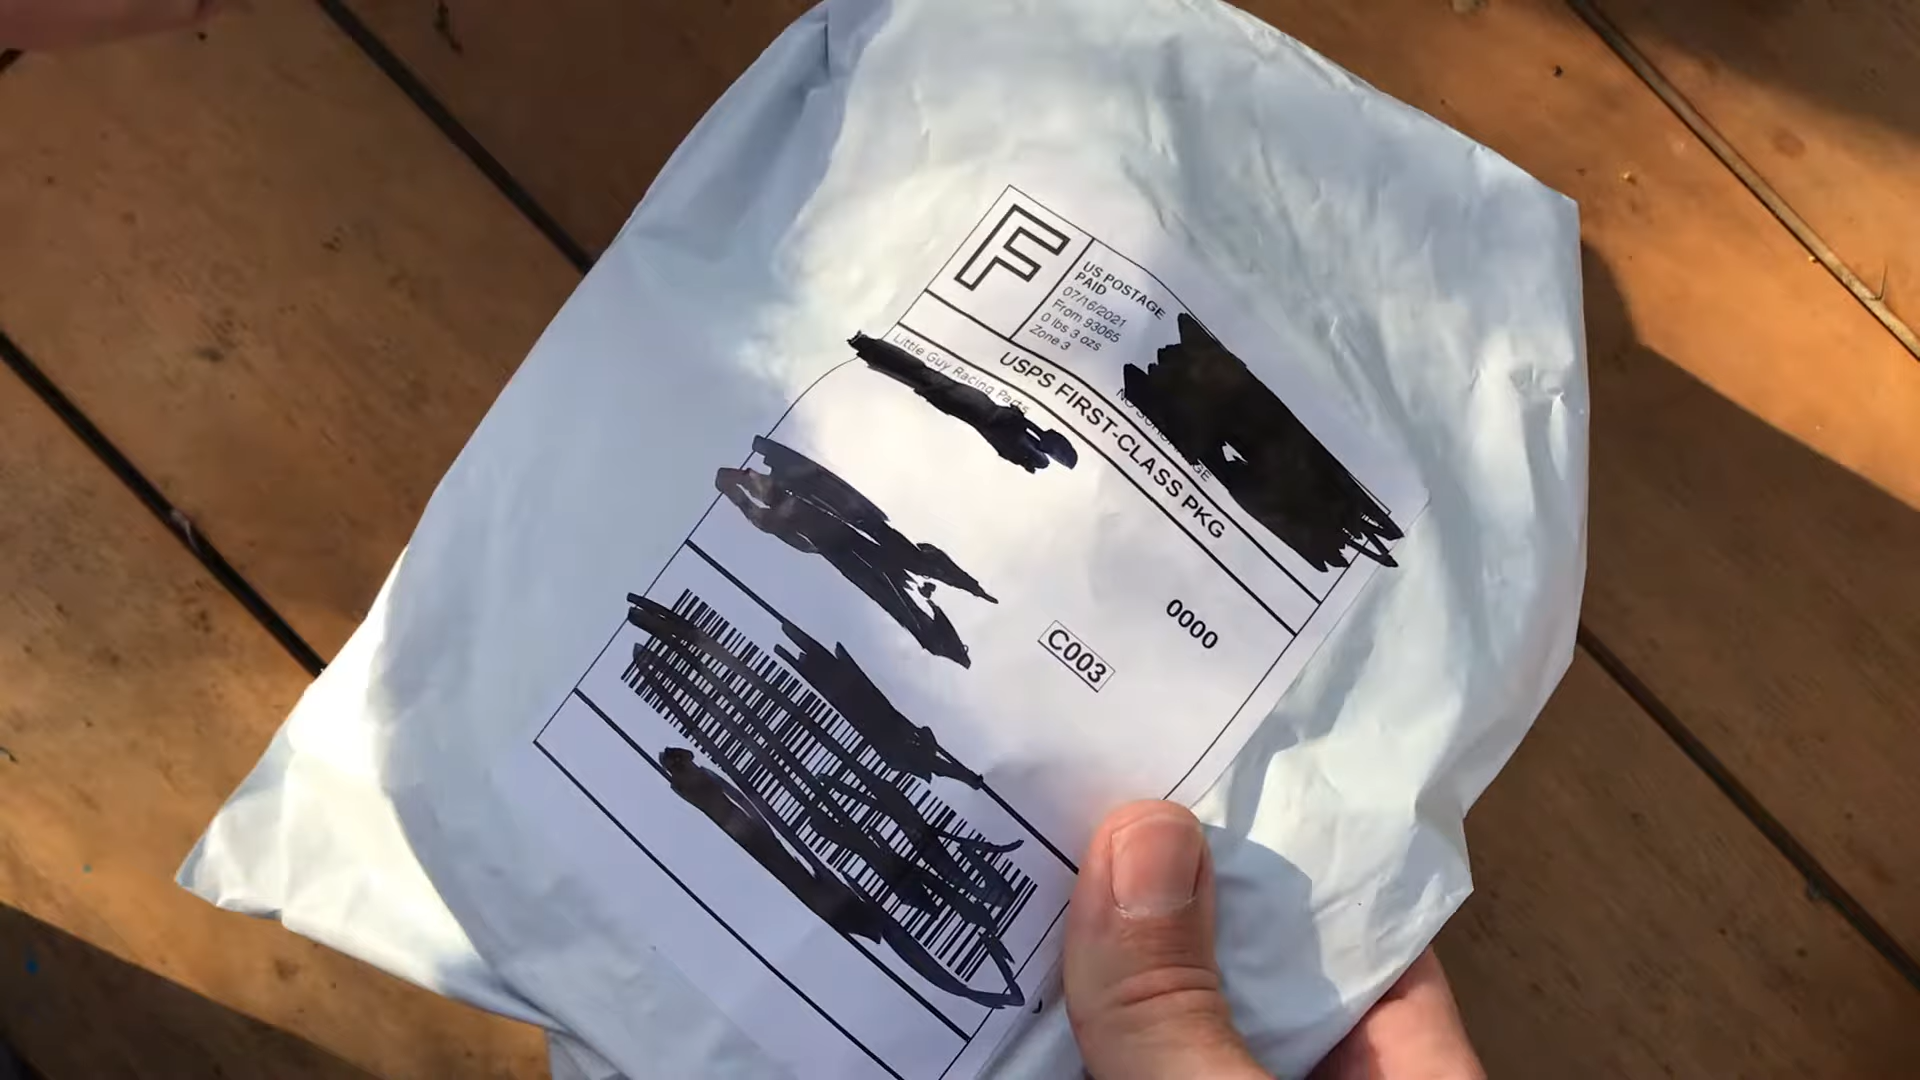 F
US POSTAGE
PAID
07/16/2021
From 93065
0 lbs 3 ozs
Zone 3
USPS FIRST-CLASS PKG
Little Guy Racing Parts
0000
C003